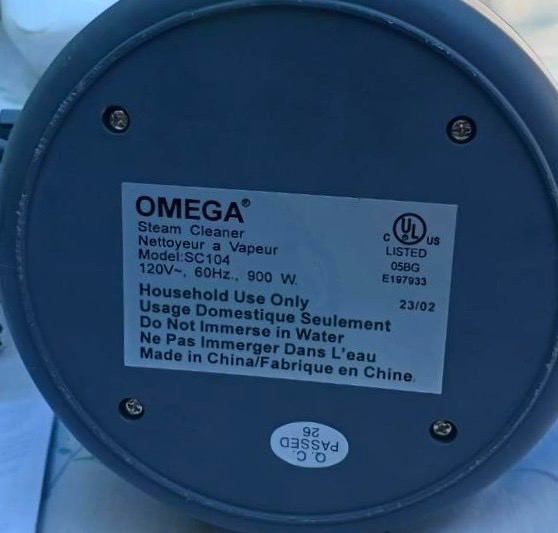 OMEGA®
Steam Cleaner
Nettoyeur a Vapeur
Model:SC104
120V~, 60Hz., 900 W.
C UL US
LISTED
05BG
E197933
23/02
Household Use Only
Usage Domestique Seulement
Do Not Immerse in Water
Ne Pas Immerger Dans L'eau
Made in China/Fabrique en Chine.
Q.C.
PASSED
26